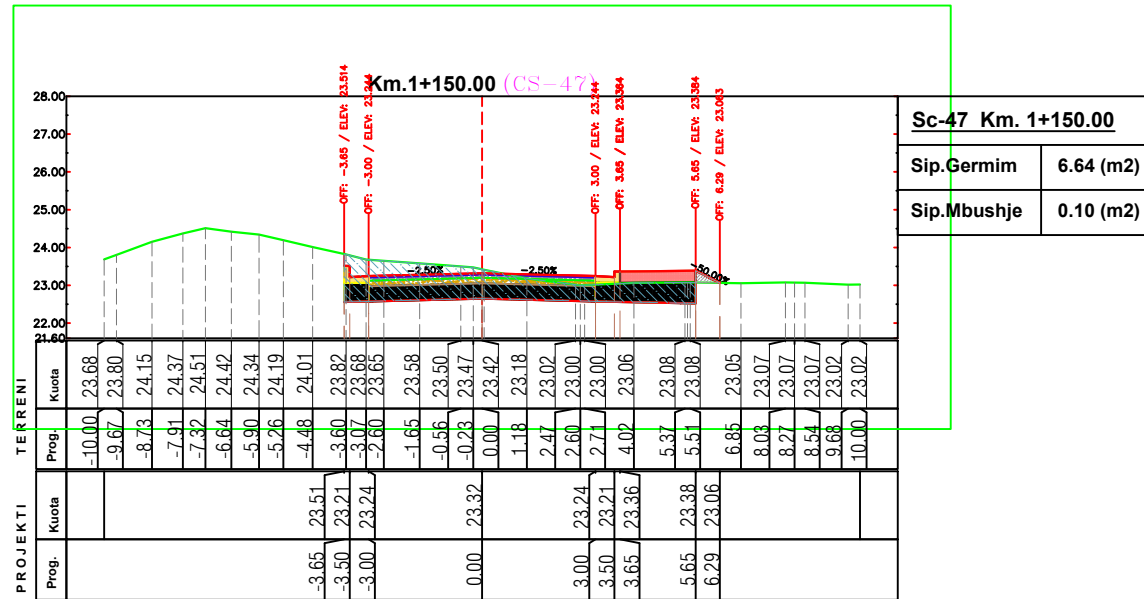 Km.1+150.00 (CS-47)
OFF: -3.65 / ELEV: 23.514
OFF: -3.00 / ELEV: 23.244
OFF: 3.00 / ELEV: 23.244
OFF: 3.65 / ELEV: 23.364
OFF: 5.65 / ELEV: 23.384
OFF: 6.29 / ELEV: 23.063
28.00
27.00
26.00
25.00
24.00
23.00
22.00
21.60
-2.50%
-2.50%
-50.00%
Sc-47 Km. 1+150.00
Sip.Germim 6.64 (m2)
Sip.Mbushje 0.10 (m2)
TERRENI
Kuota 23.68 23.80 24.15 24.37 24.51 24.42 24.34 24.19 24.01 23.82 23.68 23.65 23.58 23.50 23.47 23.42 23.18 23.02 23.00 23.00 23.06 23.08 23.08 23.05 23.07 23.07 23.07 23.02 23.02
Prog. -10.00 -9.67 -8.73 -7.91 -7.32 -6.64 -5.90 -5.26 -4.48 -3.60 -3.07 -2.60 -1.65 -0.56 -0.23 0.00 1.18 2.47 2.60 2.71 4.02 5.37 5.51 6.85 8.03 8.27 8.54 9.68 10.00
PROJEKTI
Kuota 23.51 23.21 23.24 23.32 23.24 23.21 23.36 23.38 23.06
Prog. -3.65 -3.50 -3.00 0.00 3.00 3.50 3.65 5.65 6.29